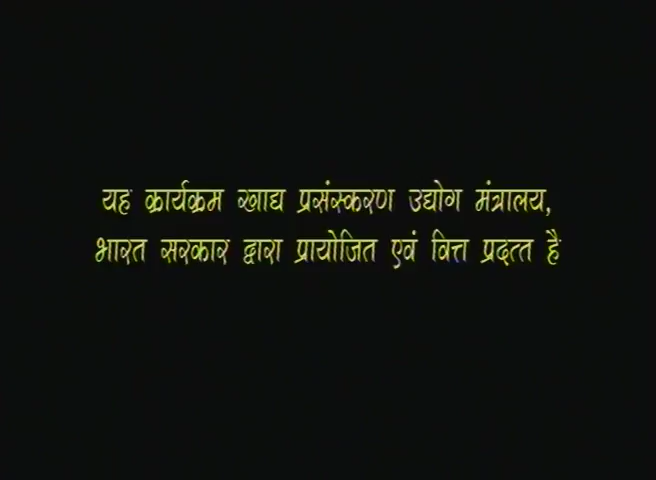 यह कार्यक्रम खाद्य प्रसंस्करण उद्योग मंत्रालय,
भारत सरकार द्वारा प्रायोजित एवं वित्त प्रदत्त है